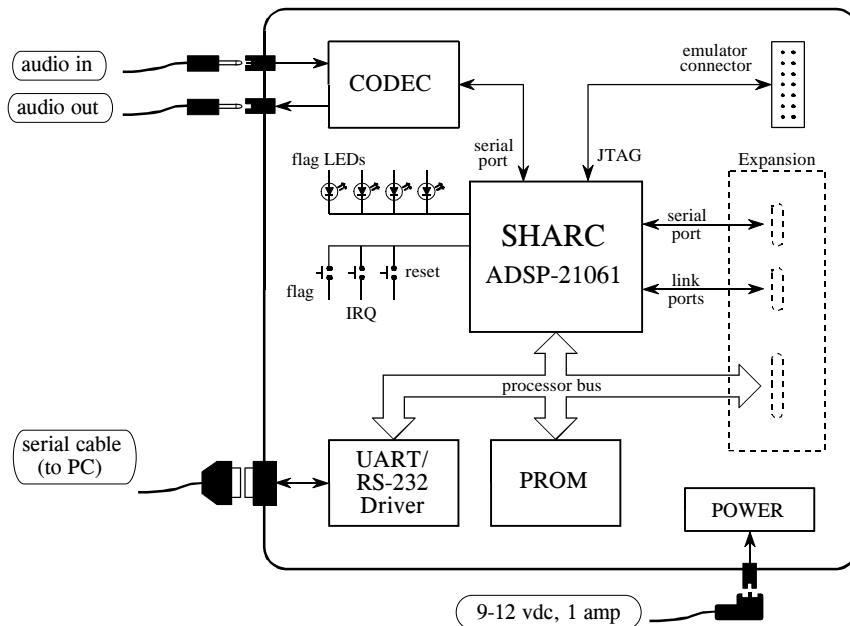 audio in
audio out
CODEC
emulator
connector
serial
port
JTAG
flag LEDs
Expansion
SHARC
ADSP-21061
serial
port
link
ports
reset
flag
IRQ
processor bus
serial cable
(to PC)
UART/
RS-232
Driver
PROM
POWER
9-12 vdc, 1 amp